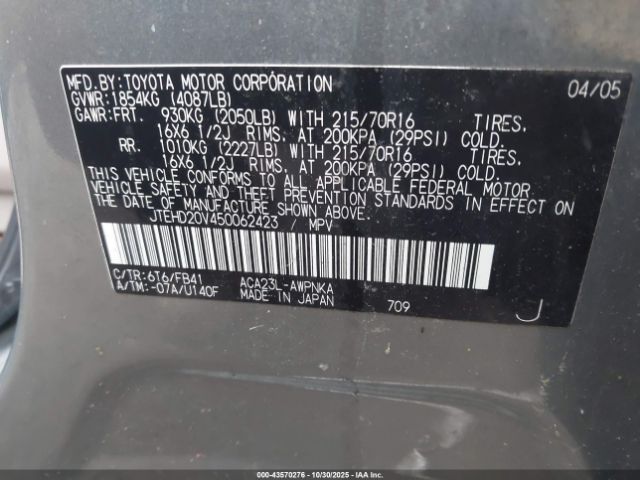 MFD.BY:TOYOTA MOTOR CORPORATION 04/05
GVWR:1854KG (4087LB)
GAWR:FRT. 930KG (2050LB) WITH 215/70R16 TIRES,
16X6 1/2J RIMS, AT 200KPA (29PSI) COLD.
RR. 1010KG (2227LB) WITH 215/70R16 TIRES,
16X6 1/2J RIMS, AT 200KPA (29PSI) COLD.
THIS VEHICLE CONFORMS TO ALL APPLICABLE FEDERAL MOTOR
VEHICLE SAFETY AND THEFT PREVENTION STANDARDS IN EFFECT ON
THE DATE OF MANUFACTURE SHOWN ABOVE.
JTEHD20V450062423 / MPV
C/TR:6T6/FB41 ACA23L-AWPNKA
A/TM:-07A/U140F MADE IN JAPAN 709 J
© - 43570276 - 10/30/2025 - IAA Inc.